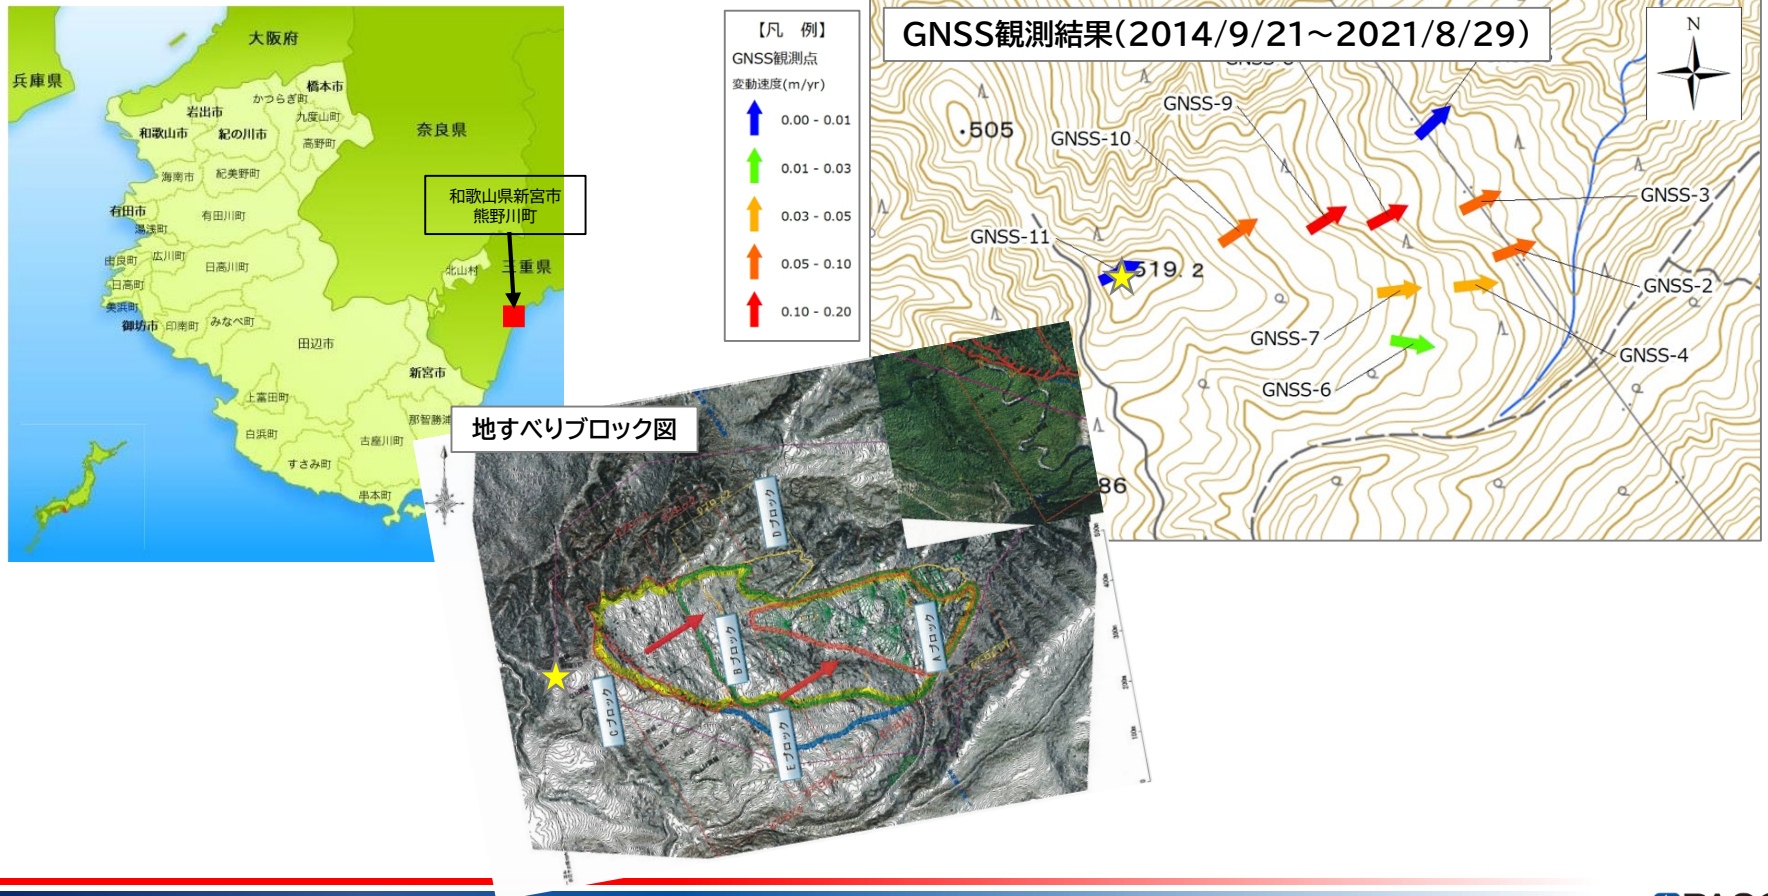 大阪府
兵庫県
橋本市
かつらぎ町
岩出市
九度山町
和歌山市
紀の川市
奈良県
高野町
海南市
紀美野町
和歌山県新宮市
熊野川町
有田市
有田川町
湯浅町
広川町
由良町
日高川町
北山村
三重県
日高町
美浜町
御坊市
印南町
みなべ町
田辺市
新宮市
上富田町
那智勝浦
白浜町
古座川町
すさみ町
串本町
【凡 例】
GNSS観測点
変動速度(m/yr)
0.00 - 0.01
0.01 - 0.03
0.03 - 0.05
0.05 - 0.10
0.10 - 0.20
GNSS観測結果(2014/9/21～2021/8/29)
N
GNSS-9
505
GNSS-10
GNSS-3
GNSS-11
519.2
GNSS-2
GNSS-7
GNSS-4
GNSS-6
86
地すべりブロック図
Dブロック
Bブロック
Aブロック
Cブロック
Eブロック